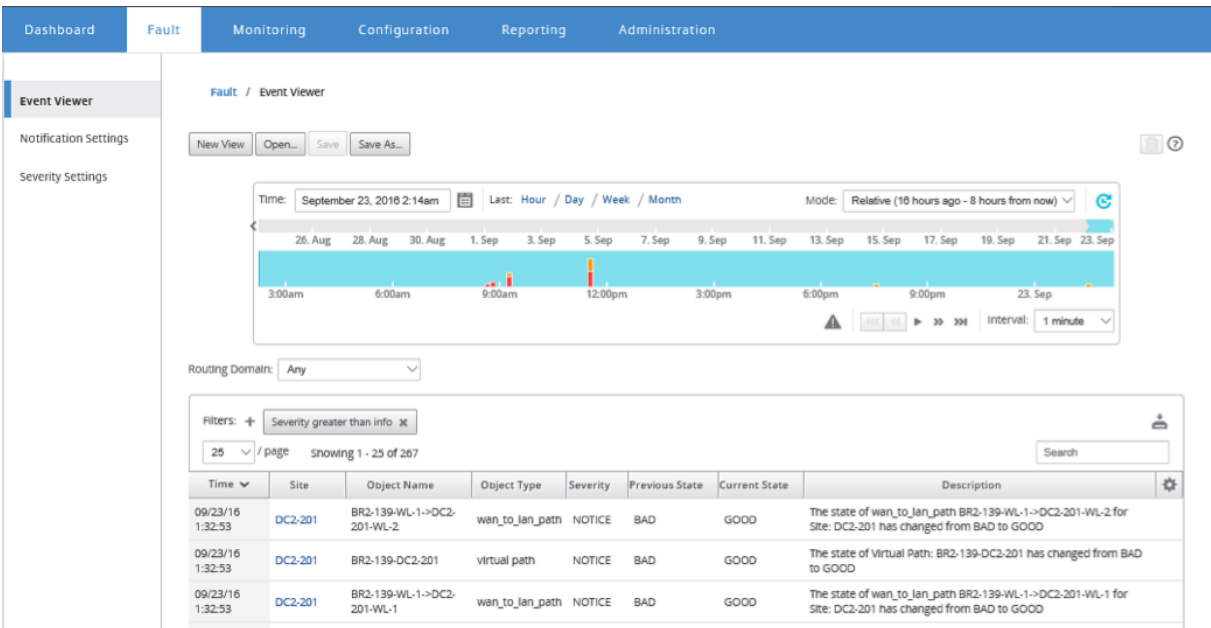 Dashboard Fault Monitoring Configuration Reporting Administration
Event Viewer
Notification Settings
Severity Settings
Fault / Event Viewer
New View Open... Save Save As...
Time: September 23, 2016 2:14am Last: Hour / Day / Week / Month Mode: Relative (16 hours ago - 8 hours from now)
26. Aug 28. Aug 30. Aug 1. Sep 3. Sep 5. Sep 7. Sep 9. Sep 11. Sep 13. Sep 15. Sep 17. Sep 19. Sep 21. Sep 23. Sep
3:00am 6:00am 9:00am 12:00pm 3:00pm 6:00pm 9:00pm 23. Sep
Interval: 1 minute
Routing Domain: Any
Filters: + Severity greater than info ×
25 / page Showing 1 - 25 of 267 Search
Time Site Object Name Object Type Severity Previous State Current State Description
09/23/16
1:32:53
DC2-201
BR2-139-WL-1->DC2-
201-WL-2
wan_to_lan_path NOTICE BAD GOOD
The state of wan_to_lan_path BR2-139-WL-1->DC2-201-WL-2 for
Site: DC2-201 has changed from BAD to GOOD
09/23/16
1:32:53
DC2-201 BR2-139-DC2-201 virtual path NOTICE BAD GOOD
The state of Virtual Path: BR2-139-DC2-201 has changed from BAD
to GOOD
09/23/16
1:32:53
DC2-201
BR2-139-WL-1->DC2-
201-WL-1
wan_to_lan_path NOTICE BAD GOOD
The state of wan_to_lan_path BR2-139-WL-1->DC2-201-WL-1 for
Site: DC2-201 has changed from BAD to GOOD